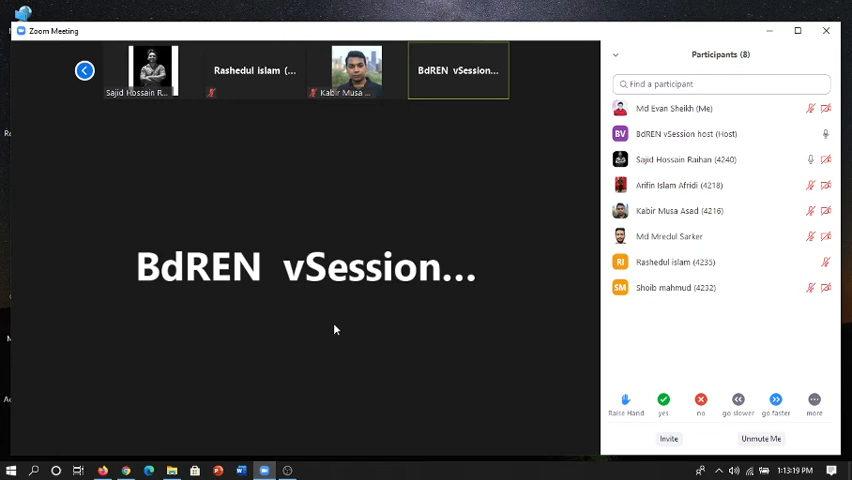 Zoom Meeting
Sajid Hossain R...
Rashedul islam (...
Kabir Musa ...
BdREN vSession...
BdREN vSession...
Participants (8)
Find a participant
Md Evan Sheikh (Me)
BV BdREN vSession host (Host)
Sajid Hossain Raihan (4240)
Arifin Islam Afridi (4218)
Kabir Musa Asad (4216)
Md Mredul Sarker
RI Rashedul islam (4235)
SM Shoib mahmud (4232)
Raise Hand
yes
no
go slower
go faster
more
Invite
Unmute Me
1:13:19 PM